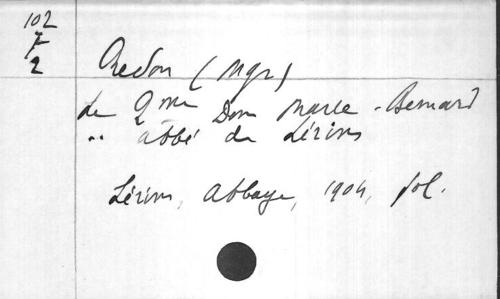 102
7
2
Redon (Mgr)
Le Rme Dom Marie-Bernard
.. abbé de Lérins
Lérins, Abbaye, 1904, fol.